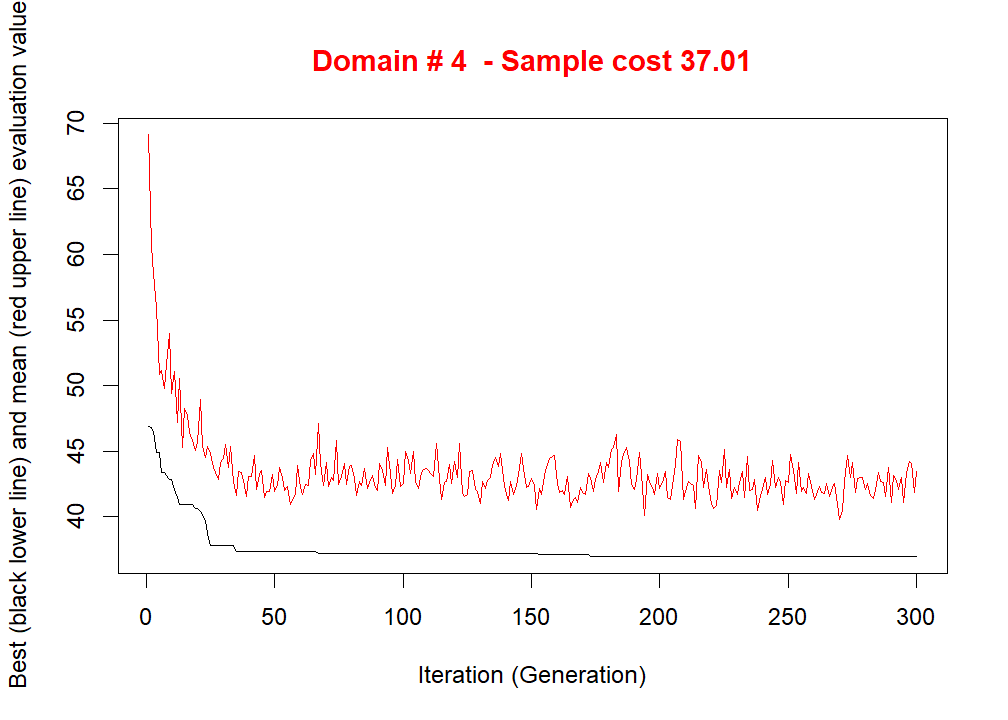 Domain # 4  - Sample cost 37.01
Best (black lower line) and mean (red upper line) evaluation value
70
65
60
55
50
45
40
0 50 100 150 200 250 300
Iteration (Generation)